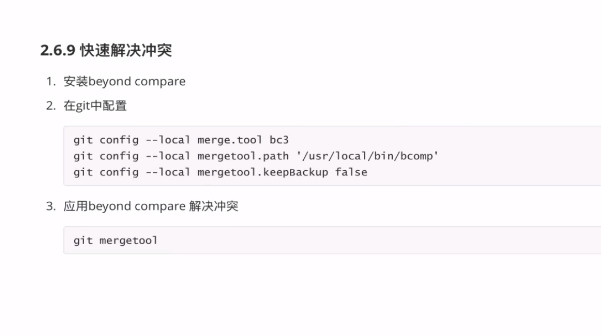 2.6.9 快速解决冲突
1. 安装beyond compare
2. 在git中配置
git config --local merge.tool bc3
git config --local mergetool.path '/usr/local/bin/bcomp'
git config --local mergetool.keepBackup false
3. 应用beyond compare 解决冲突
git mergetool